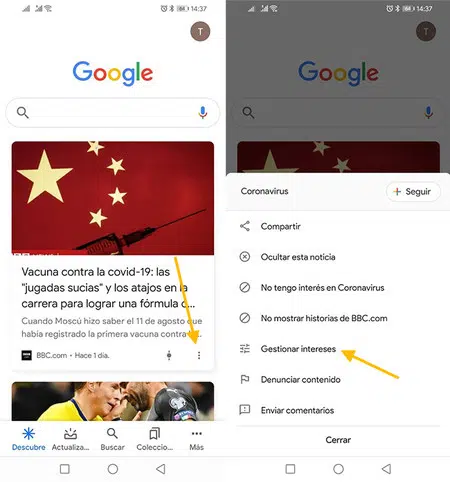 14:37
T
Google
Vacuna contra la covid-19: las
"jugadas sucias" y los atajos en la
carrera para lograr una fórmula c...
Cuando Moscú hizo saber el 11 de agosto que
había registrado la primera vacuna contra ...
BBC.com • Hace 1 día.
Descubre
Actualiza...
Buscar
Coleccio...
Más
14:37
T
Google
Coronavirus
Seguir
Compartir
Ocultar esta noticia
No tengo interés en Coronavirus
No mostrar historias de BBC.com
Gestionar intereses
Denunciar contenido
Enviar comentarios
Cerrar